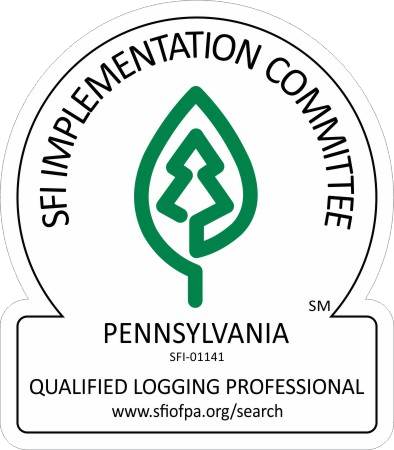 SFI IMPLEMENTATION COMMITTEE
SM
PENNSYLVANIA
SFI-01141
QUALIFIED LOGGING PROFESSIONAL
www.sfiofpa.org/search